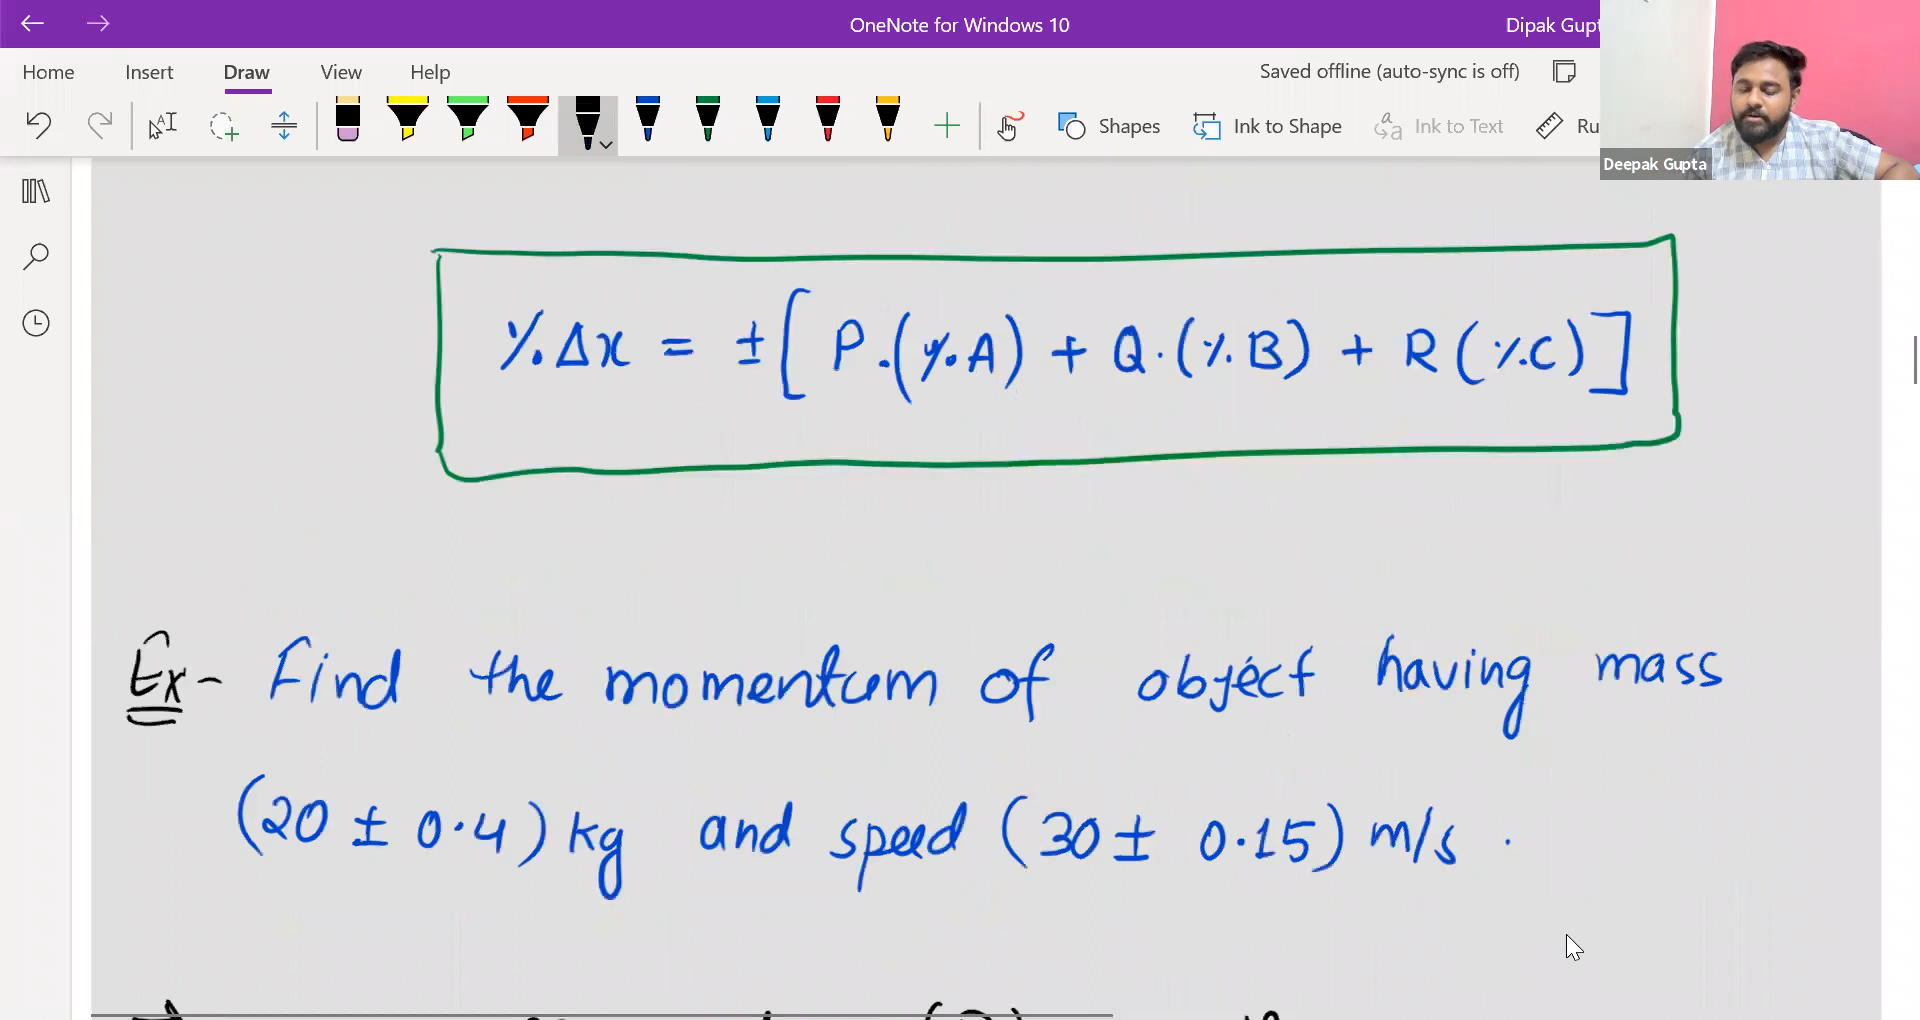 OneNote for Windows 10
Dipak Gupt
Home Insert Draw View Help
Saved offline (auto-sync is off)
Shapes Ink to Shape Ink to Text Ru
Deepak Gupta
%Δx = ± [ P.(%A) + Q.(%B) + R(%C) ]
Ex- Find the momentum of object having mass
(20 ± 0.4) kg and speed (30 ± 0.15) m/s .